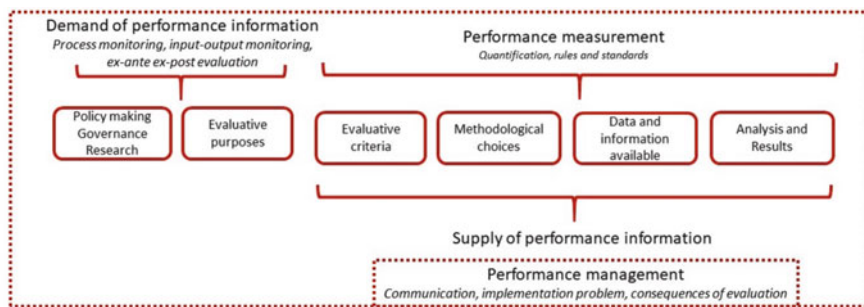 Demand of performance information
Process monitoring, input-output monitoring,
ex-ante ex-post evaluation
Performance measurement
Quantification, rules and standards
Policy making
Governance
Research
Evaluative
purposes
Evaluative
criteria
Methodological
choices
Data and
information
available
Analysis and
Results
Supply of performance information
Performance management
Communication, implementation problem, consequences of evaluation